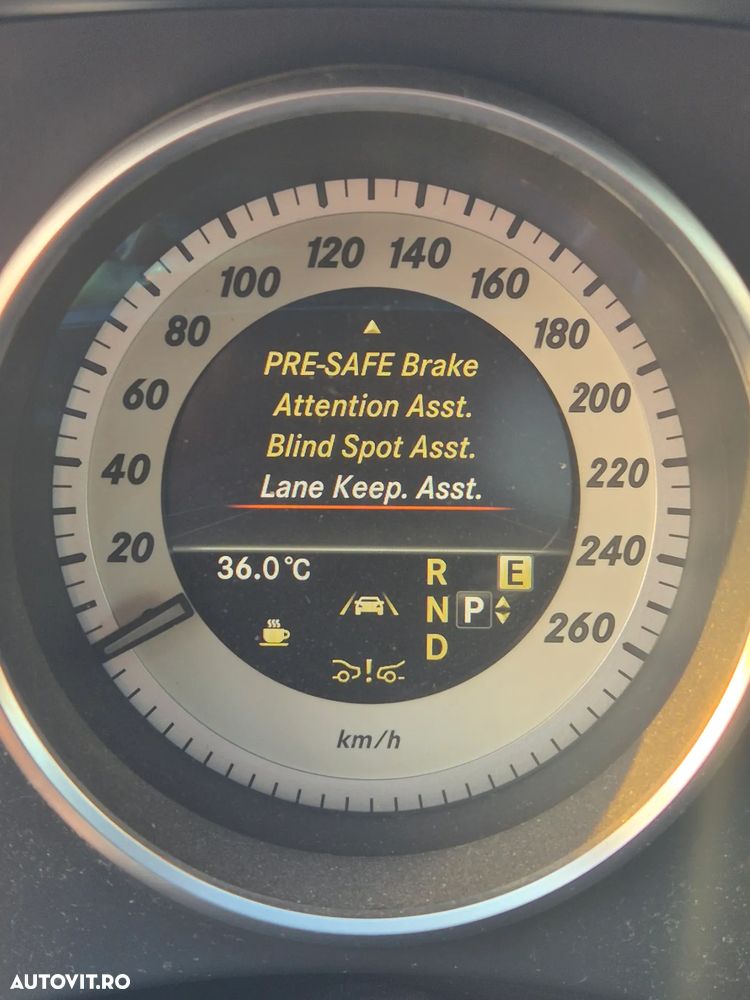 120 140
100 160
80 180
60 200
40 220
20 240
260
PRE-SAFE Brake
Attention Asst.
Blind Spot Asst.
Lane Keep. Asst.
36.0°C
R E
N P
D
km/h
AUTOVIT.RO